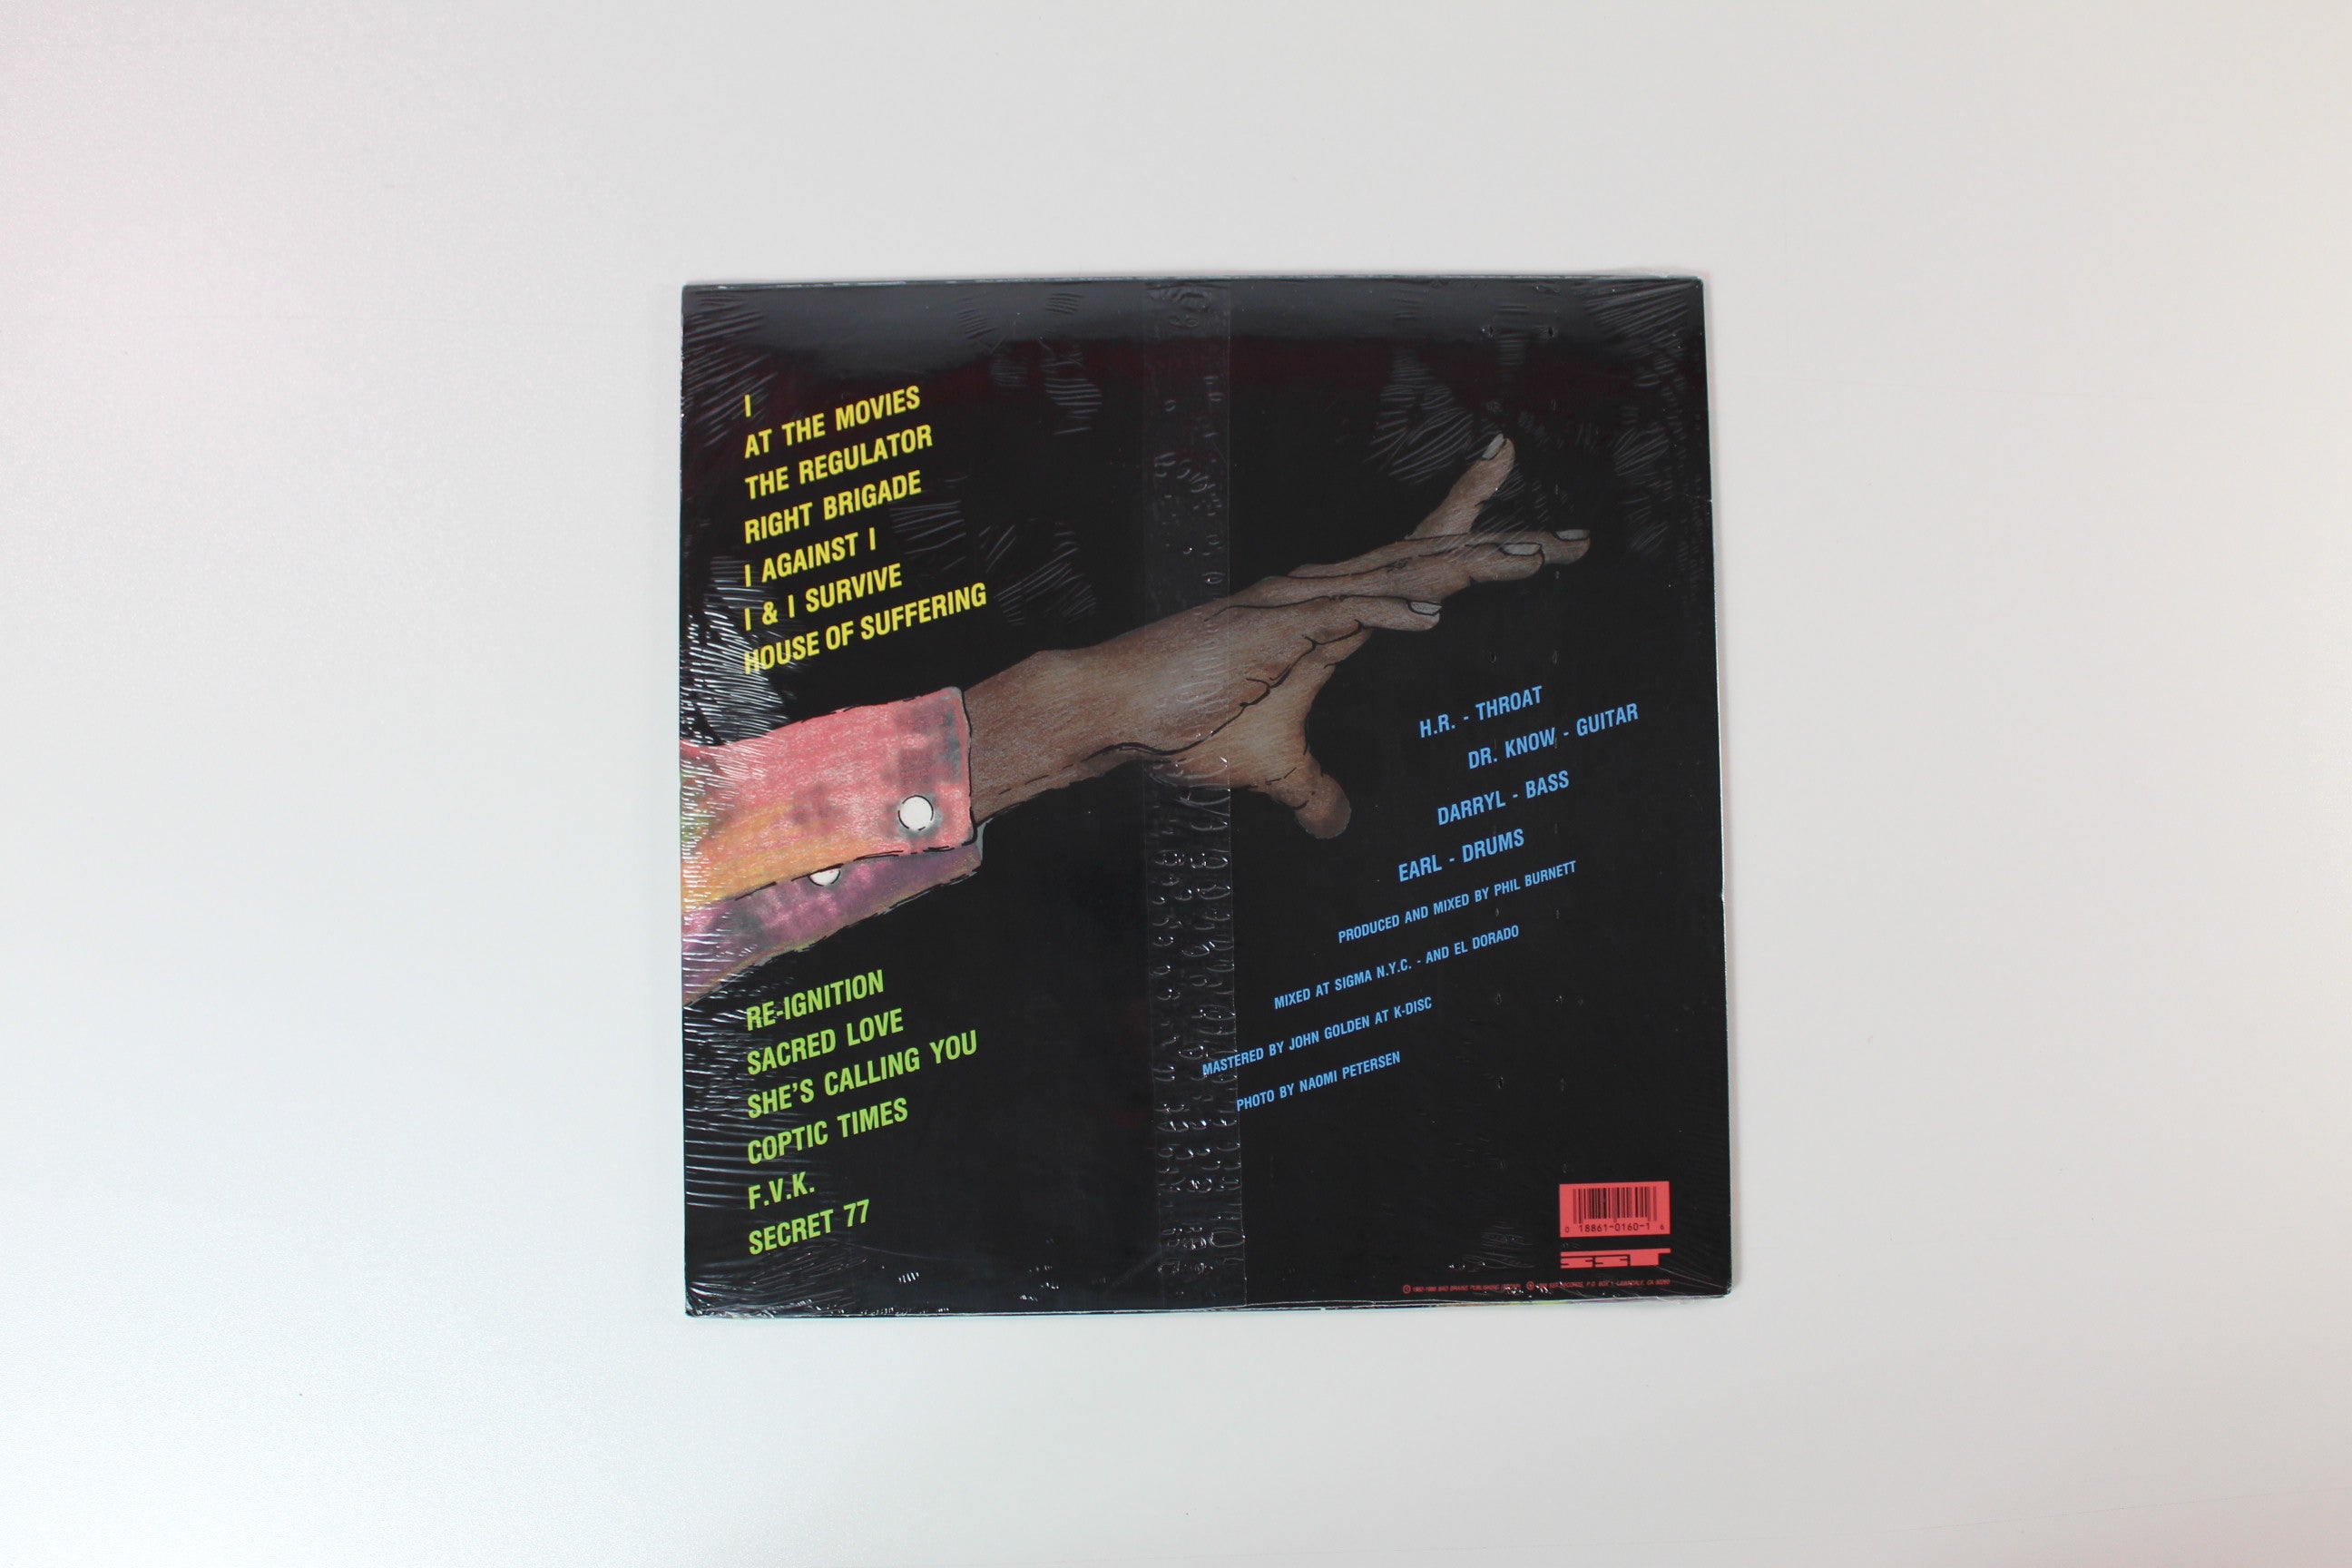 I
AT THE MOVIES
THE REGULATOR
RIGHT BRIGADE
I AGAINST I
I & I SURVIVE
HOUSE OF SUFFERING
H.R. - THROAT
DR. KNOW - GUITAR
DARRYL - BASS
EARL - DRUMS
PRODUCED AND MIXED BY PHIL BURNETT
MIXED AT SIGMA N.Y.C. - AND EL DORADO
MASTERED BY JOHN GOLDEN AT K-DISC
PHOTO BY NAOMI PETERSEN
RE-IGNITION
SACRED LOVE
SHE'S CALLING YOU
COPTIC TIMES
F.V.K.
SECRET 77
0 18861-0160-1 6
SST